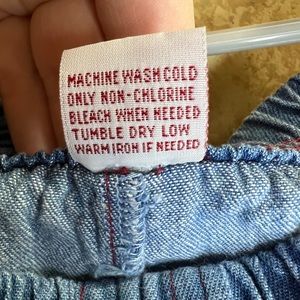 MACHINE WASH COLD
ONLY NON-CHLORINE
BLEACH WHEN NEEDED
TUMBLE DRY LOW
WARM IRON IF NEEDED